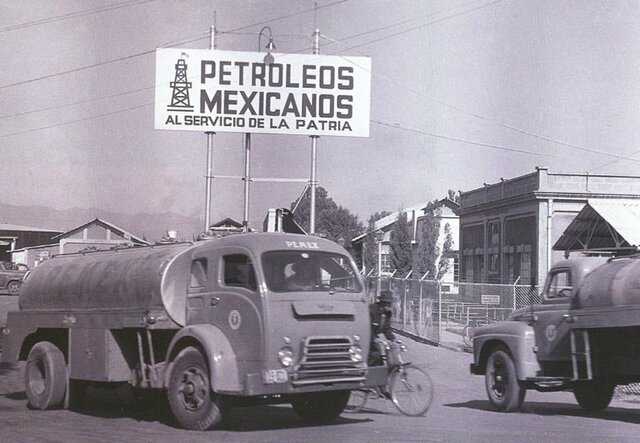 PETROLEOS
MEXICANOS
AL SERVICIO DE LA PATRIA
PEMEX